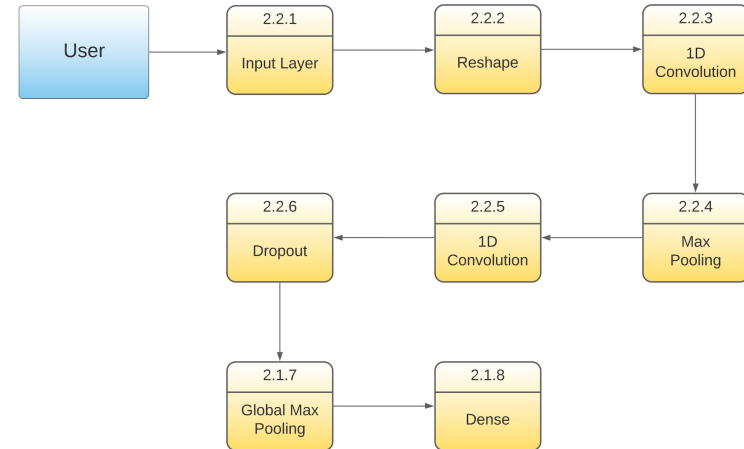 User
2.2.1
Input Layer
2.2.2
Reshape
2.2.3
1D
Convolution
2.2.4
Max
Pooling
2.2.5
1D
Convolution
2.2.6
Dropout
2.1.7
Global Max
Pooling
2.1.8
Dense